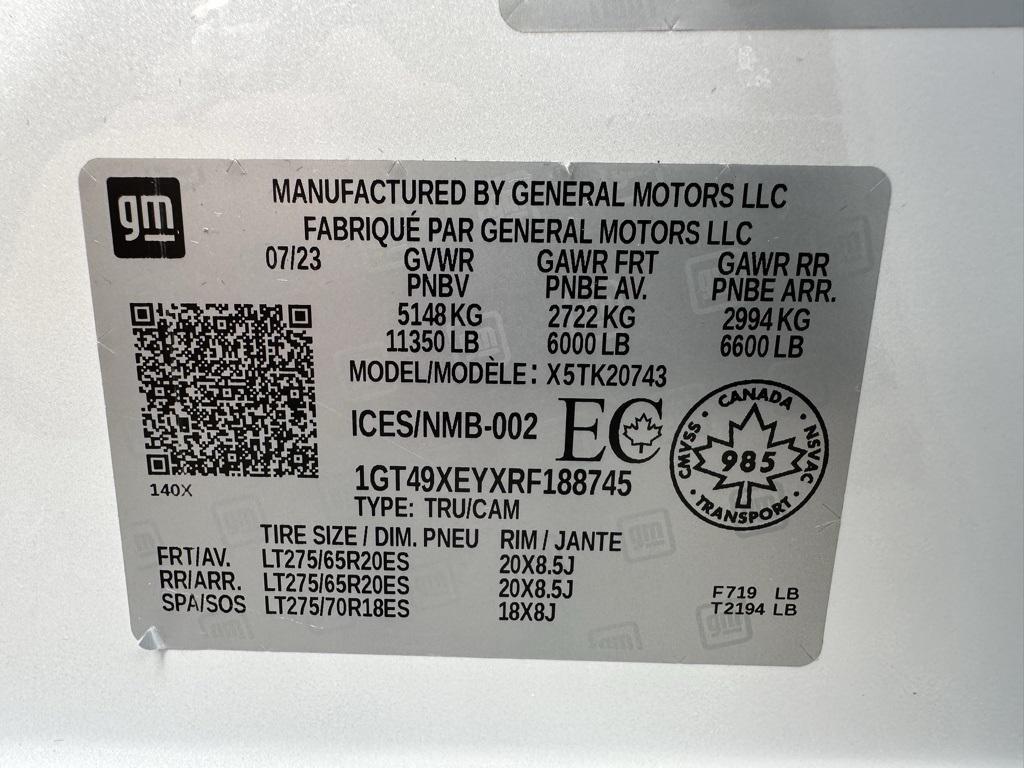 gm
MANUFACTURED BY GENERAL MOTORS LLC
FABRIQUÉ PAR GENERAL MOTORS LLC
07/23 GVWR GAWR FRT GAWR RR
PNBV PNBE AV. PNBE ARR.
5148 KG 2722 KG 2994 KG
11350 LB 6000 LB 6600 LB
MODEL/MODÈLE: X5TK20743
ICES/NMB-002 EC
CANADA
CMVSS 985 NSVAC
TRANSPORT
140X
1GT49XEYXRF188745
TYPE: TRU/CAM
TIRE SIZE / DIM. PNEU RIM / JANTE
FRT/AV. LT275/65R20ES 20X8.5J
RR/ARR. LT275/65R20ES 20X8.5J
SPA/SOS LT275/70R18ES 18X8J
F719 LB
T2194 LB